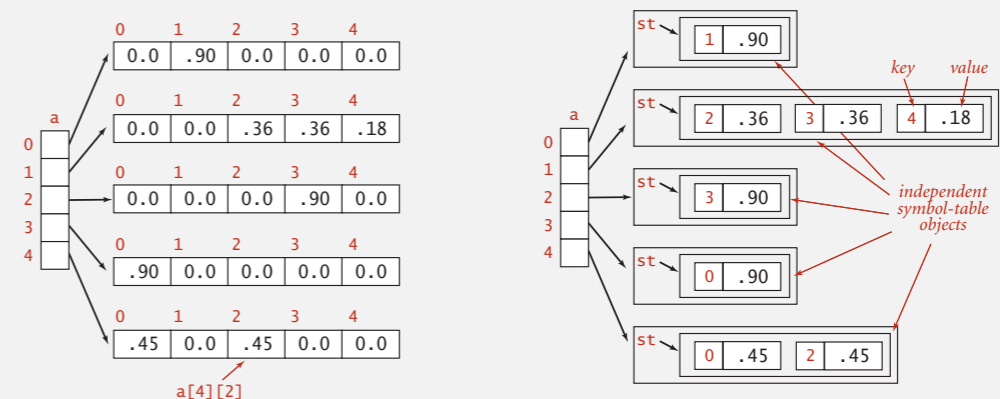 0 1 2 3 4
0.0 .90 0.0 0.0 0.0
0 1 2 3 4
0.0 0.0 .36 .36 .18
0 1 2 3 4
0.0 0.0 0.0 .90 0.0
0 1 2 3 4
.90 0.0 0.0 0.0 0.0
0 1 2 3 4
.45 0.0 .45 0.0 0.0
a
0
1
2
3
4
a[4][2]
a
0
1
2
3
4
st
1 .90
key value
st
2 .36 3 .36 4 .18
st
3 .90
independent
symbol-table
objects
st
0 .90
st
0 .45 2 .45